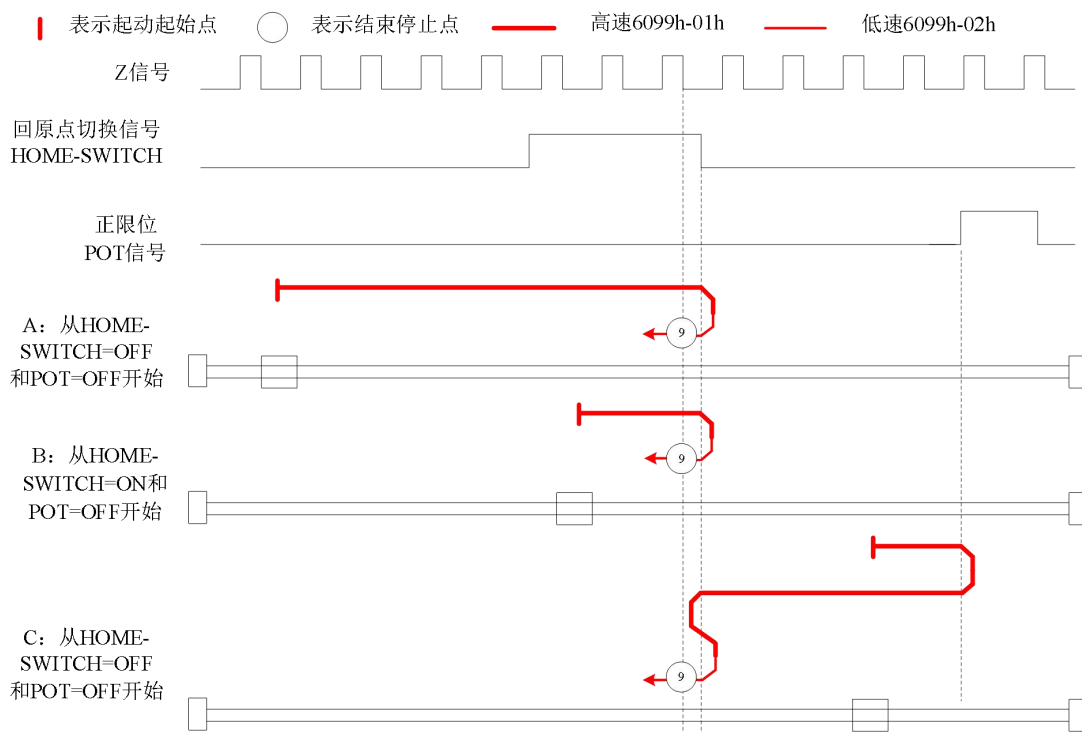 表示起动起始点
表示结束停止点
高速6099h-01h
低速6099h-02h
Z信号
回原点切换信号
HOME-SWITCH
正限位
POT信号
A：从HOME-
SWITCH=OFF
和POT=OFF开始
9
B：从HOME-
SWITCH=ON和
POT=OFF开始
9
C：从HOME-
SWITCH=OFF
和POT=OFF开始
9